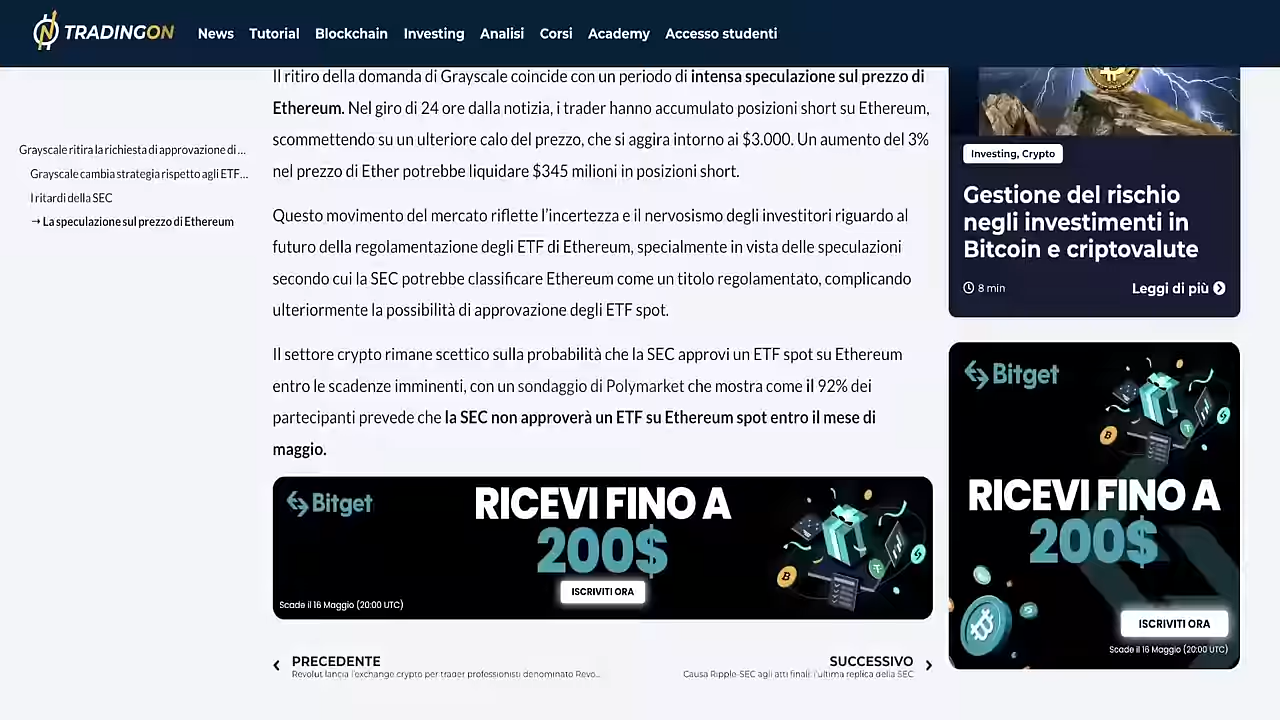 TRADINGON
News Tutorial Blockchain Investing Analisi Corsi Academy Accesso studenti
Grayscale ritira la richiesta di approvazione di ...
Grayscale cambia strategia rispetto agli ETF...
I ritardi della SEC
→ La speculazione sul prezzo di Ethereum
Il ritiro della domanda di Grayscale coincide con un periodo di intensa speculazione sul prezzo di
Ethereum. Nel giro di 24 ore dalla notizia, i trader hanno accumulato posizioni short su Ethereum,
scommettendo su un ulteriore calo del prezzo, che si aggira intorno ai $3.000. Un aumento del 3%
nel prezzo di Ether potrebbe liquidare $345 milioni in posizioni short.
Questo movimento del mercato riflette l'incertezza e il nervosismo degli investitori riguardo al
futuro della regolamentazione degli ETF di Ethereum, specialmente in vista delle speculazioni
secondo cui la SEC potrebbe classificare Ethereum come un titolo regolamentato, complicando
ulteriormente la possibilità di approvazione degli ETF spot.
Il settore crypto rimane scettico sulla probabilità che la SEC approvi un ETF spot su Ethereum
entro le scadenze imminenti, con un sondaggio di Polymarket che mostra come il 92% dei
partecipanti prevede che la SEC non approverà un ETF su Ethereum spot entro il mese di
maggio.
Bitget
RICEVI FINO A
200$
ISCRIVITI ORA
Scade il 16 Maggio (20:00 UTC)
PRECEDENTE
Revolut lancia l'exchange crypto per trader professionisti denominato Revo...
SUCCESSIVO
Causa Ripple-SEC agli atti finali: l'ultima replica della SEC
Investing, Crypto
Gestione del rischio
negli investimenti in
Bitcoin e criptovalute
8 min
Leggi di più
Bitget
RICEVI FINO A
200$
ISCRIVITI ORA
Scade il 16 Maggio (20:00 UTC)